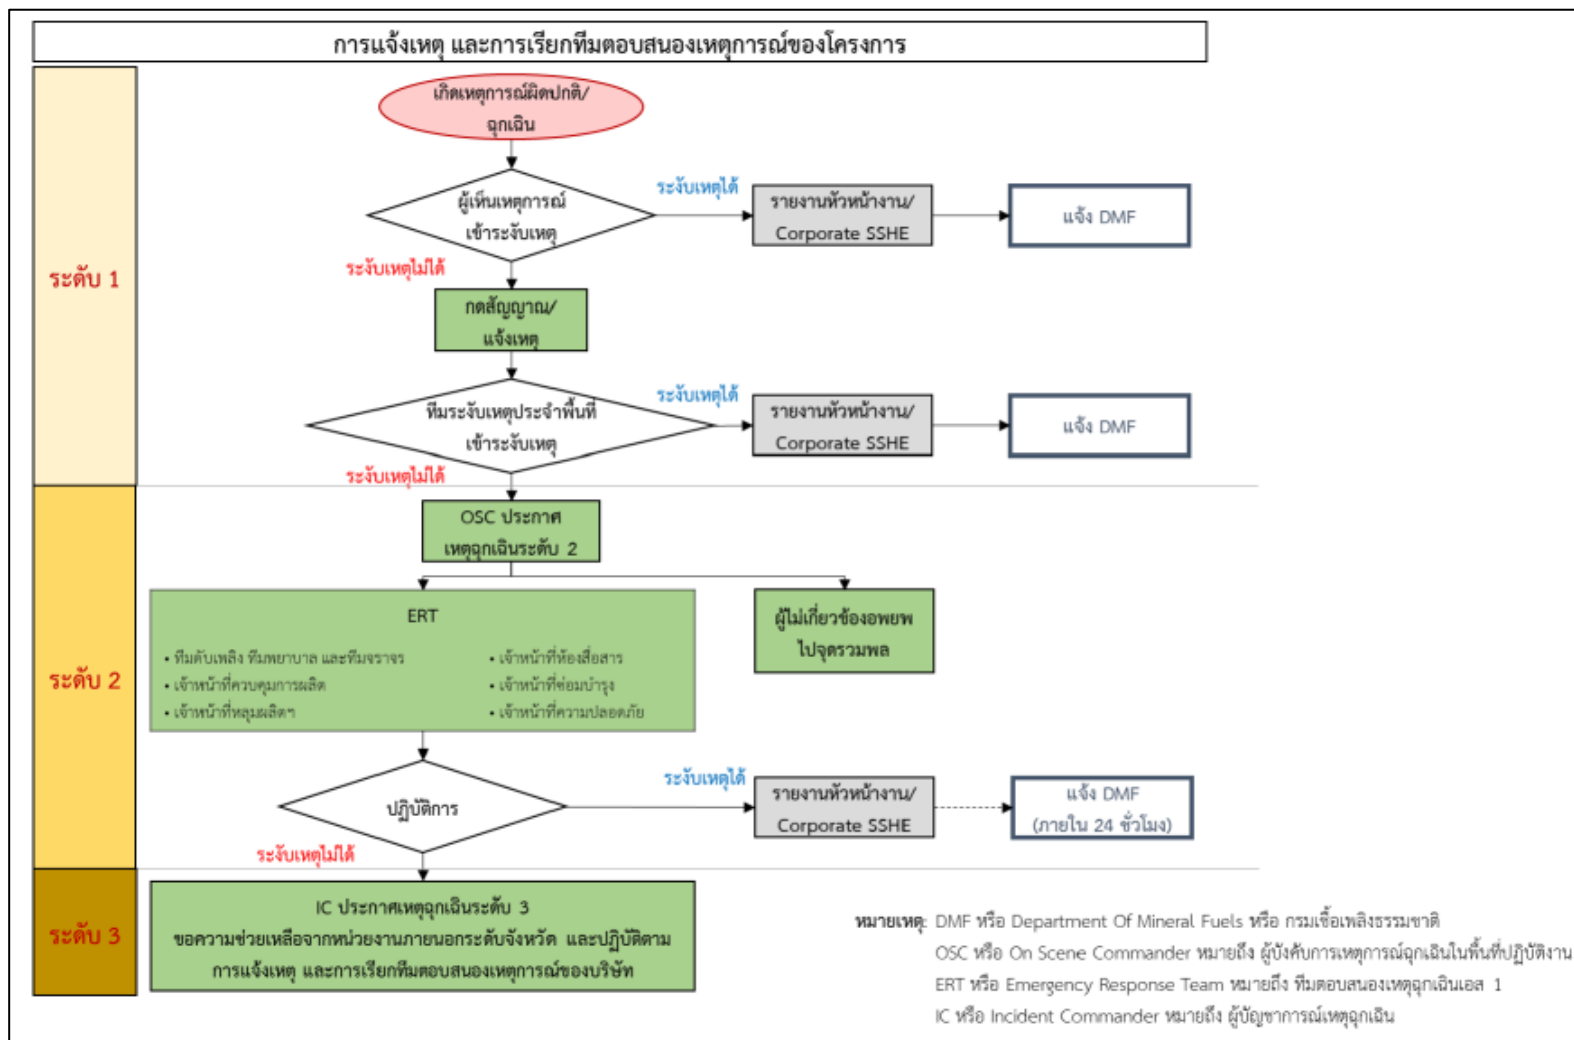 การแจ้งเหตุ และการเรียกทีมตอบสนองเหตุการณ์ของโครงการ
ระดับ 1
เกิดเหตุการณ์ผิดปกติ/
ฉุกเฉิน
ผู้เห็นเหตุการณ์
เข้าระงับเหตุ
ระงับเหตุได้
รายงานหัวหน้างาน/
Corporate SSHE
แจ้ง DMF
ระงับเหตุไม่ได้
กดสัญญาณ/
แจ้งเหตุ
ทีมระงับเหตุประจำพื้นที่
เข้าระงับเหตุ
ระงับเหตุได้
รายงานหัวหน้างาน/
Corporate SSHE
แจ้ง DMF
ระงับเหตุไม่ได้
ระดับ 2
OSC ประกาศ
เหตุฉุกเฉินระดับ 2
ERT
• ทีมดับเพลิง ทีมพยาบาล และทีมจราจร
• เจ้าหน้าที่ควบคุมการผลิต
• เจ้าหน้าที่หลุมผลิตฯ
• เจ้าหน้าที่ห้องสื่อสาร
• เจ้าหน้าที่ซ่อมบำรุง
• เจ้าหน้าที่ความปลอดภัย
ผู้ไม่เกี่ยวข้องอพยพ
ไปจุดรวมพล
ปฏิบัติการ
ระงับเหตุได้
รายงานหัวหน้างาน/
Corporate SSHE
แจ้ง DMF
(ภายใน 24 ชั่วโมง)
ระงับเหตุไม่ได้
ระดับ 3
IC ประกาศเหตุฉุกเฉินระดับ 3
ขอความช่วยเหลือจากหน่วยงานภายนอกระดับจังหวัด และปฏิบัติตาม
การแจ้งเหตุ และการเรียกทีมตอบสนองเหตุการณ์ของบริษัท
หมายเหตุ: DMF หรือ Department Of Mineral Fuels หรือ กรมเชื้อเพลิงธรรมชาติ
OSC หรือ On Scene Commander หมายถึง ผู้บังคับการเหตุการณ์ฉุกเฉินในพื้นที่ปฏิบัติงาน
ERT หรือ Emergency Response Team หมายถึง ทีมตอบสนองเหตุฉุกเฉินเอส 1
IC หรือ Incident Commander หมายถึง ผู้บัญชาการณ์เหตุฉุกเฉิน